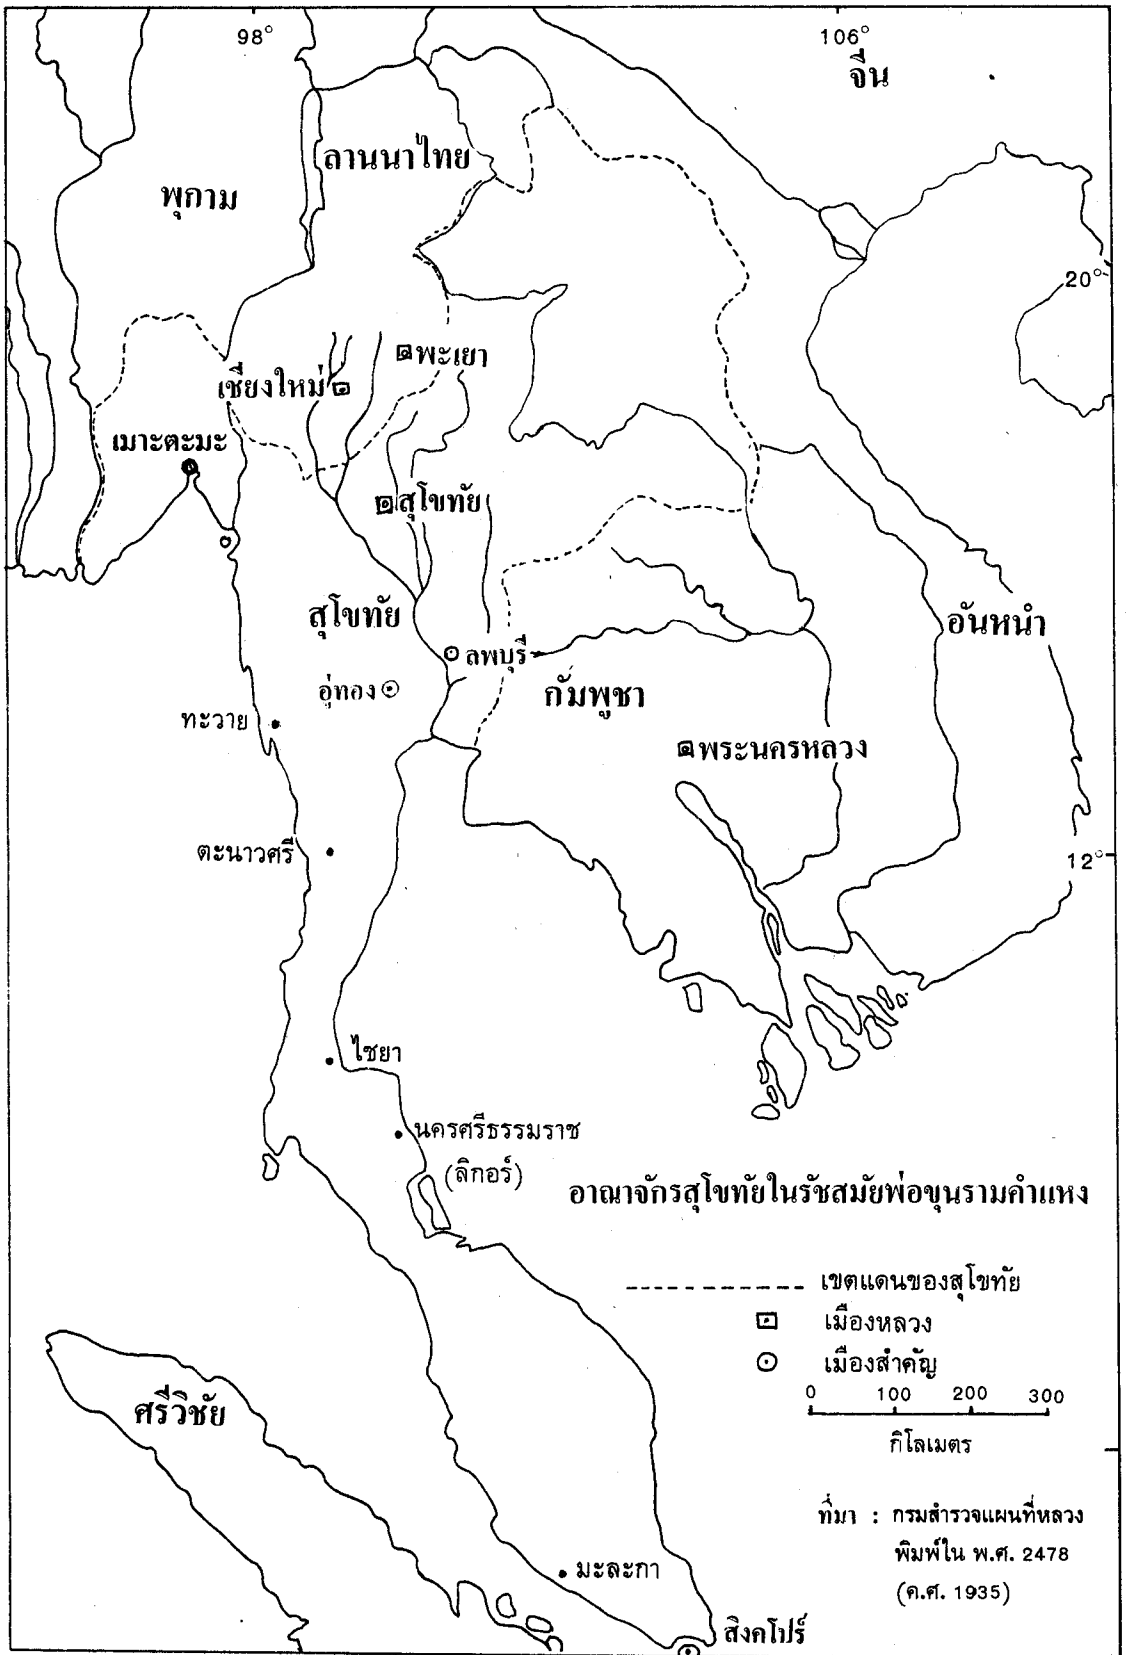 98°
106°
จีน
ลานนาไทย
พุกาม
20°
พะเยา
เชียงใหม่
เมาะตะมะ
สุโขทัย
สุโขทัย
อันหนำ
ลพบุรี
อู่ทอง
กัมพูชา
ทะวาย
พระนครหลวง
ตะนาวศรี
12°
ไชยา
นครศรีธรรมราช
(ลิกอร์)
อาณาจักรสุโขทัยในรัชสมัยพ่อขุนรามคำแหง
เขตแดนของสุโขทัย
เมืองหลวง
เมืองสำคัญ
0 100 200 300
กิโลเมตร
ศรีวิชัย
ที่มา : กรมสำรวจแผนที่หลวง
พิมพ์ใน พ.ศ. 2478
(ค.ศ. 1935)
มะละกา
สิงคโปร์